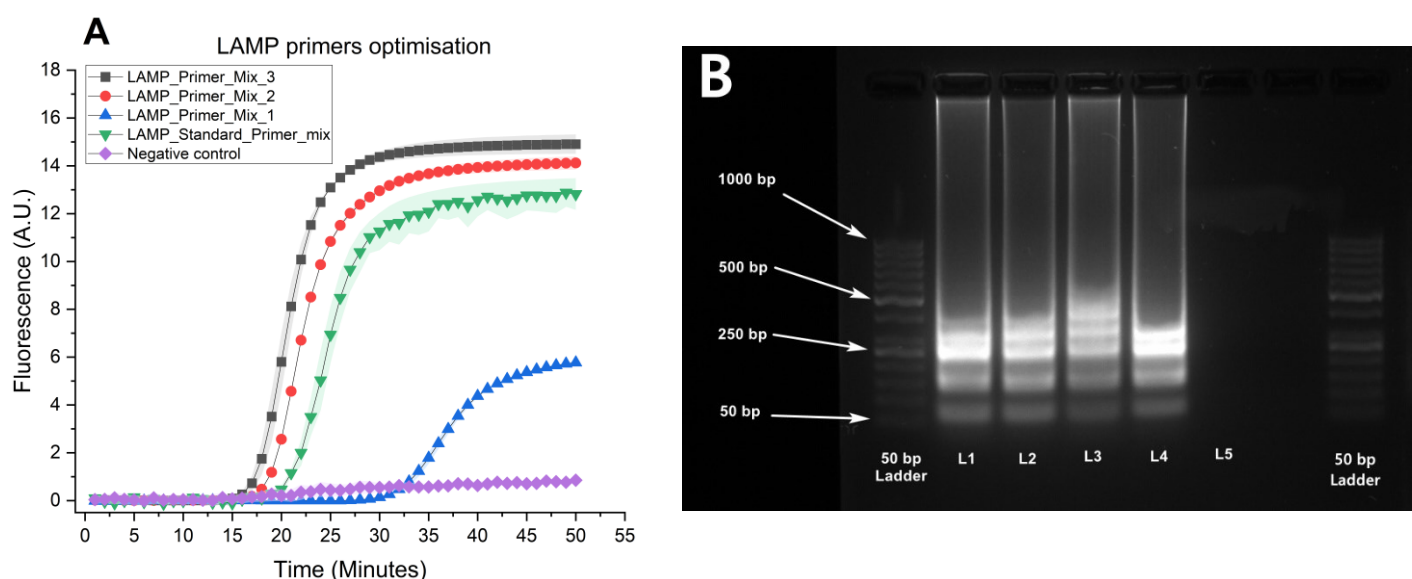 A
LAMP primers optimisation
LAMP_Primer_Mix_3
LAMP_Primer_Mix_2
LAMP_Primer_Mix_1
LAMP_Standard_Primer_mix
Negative control
Fluorescence (A.U.)
18
16
14
12
10
8
6
4
2
0
0
5
10
15
20
25
30
35
40
45
50
55
Time (Minutes)
B
1000 bp
500 bp
250 bp
50 bp
50 bp
Ladder
L1
L2
L3
L4
L5
50 bp
Ladder